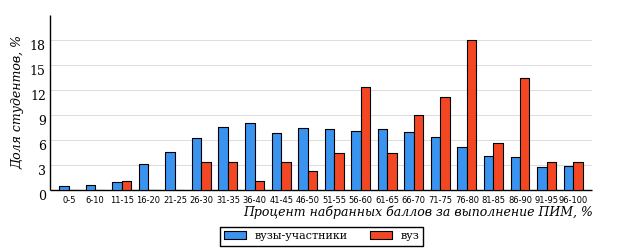 Доля студентов, %
18
15
12
9
6
3
0
0-5 6-10 11-15 16-20 21-25 26-30 31-35 36-40 41-45 46-50 51-55 56-60 61-65 66-70 71-75 76-80 81-85 86-90 91-95 96-100
Процент набранных баллов за выполнение ПИМ, %
вузы-участники вуз